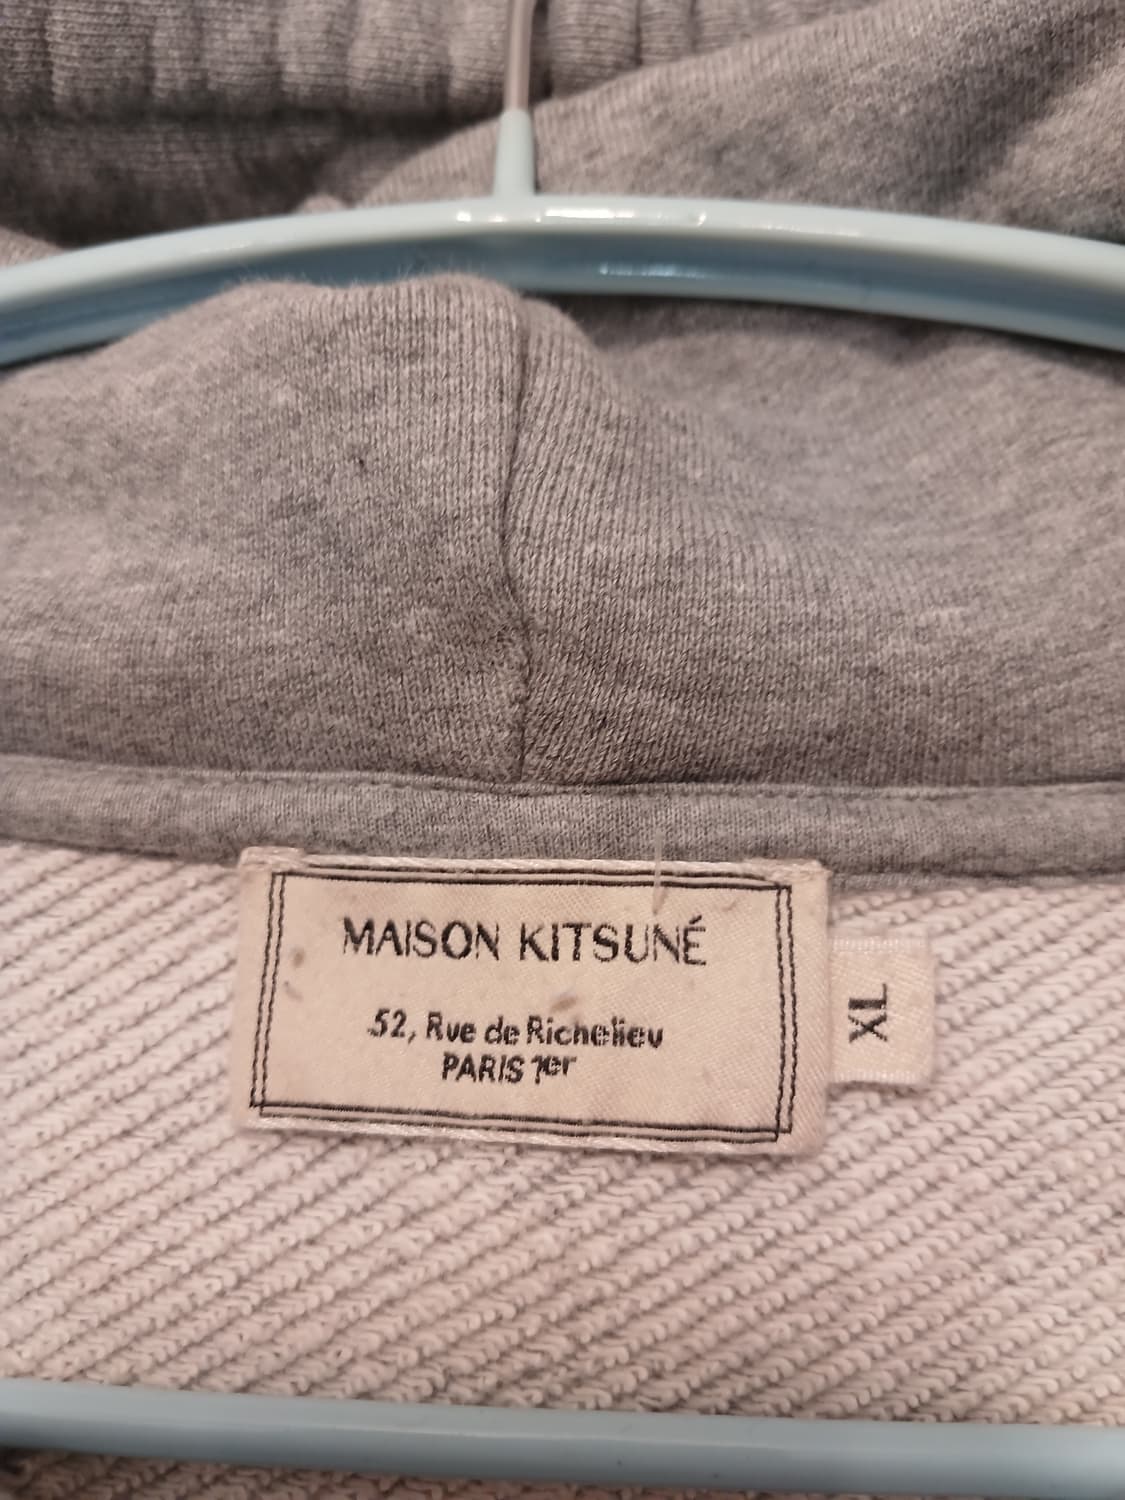 MAISON KITSUNÉ
52, Rue de Richelieu
PARIS 1er
XL